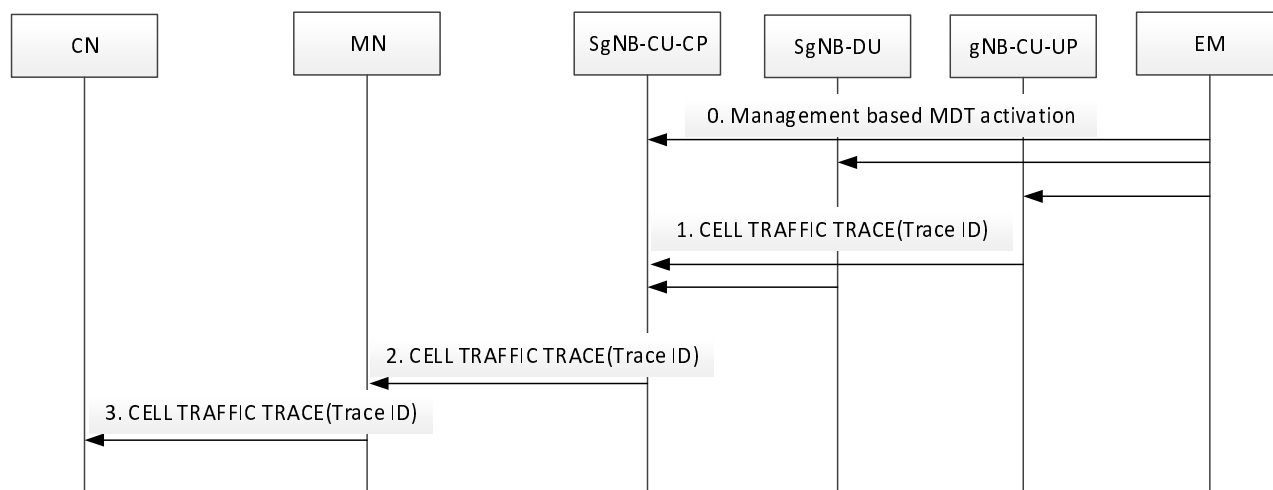 CN
MN
SgNB-CU-CP
SgNB-DU
gNB-CU-UP
EM
0. Management based MDT activation
1. CELL TRAFFIC TRACE(Trace ID)
2. CELL TRAFFIC TRACE(Trace ID)
3. CELL TRAFFIC TRACE(Trace ID)